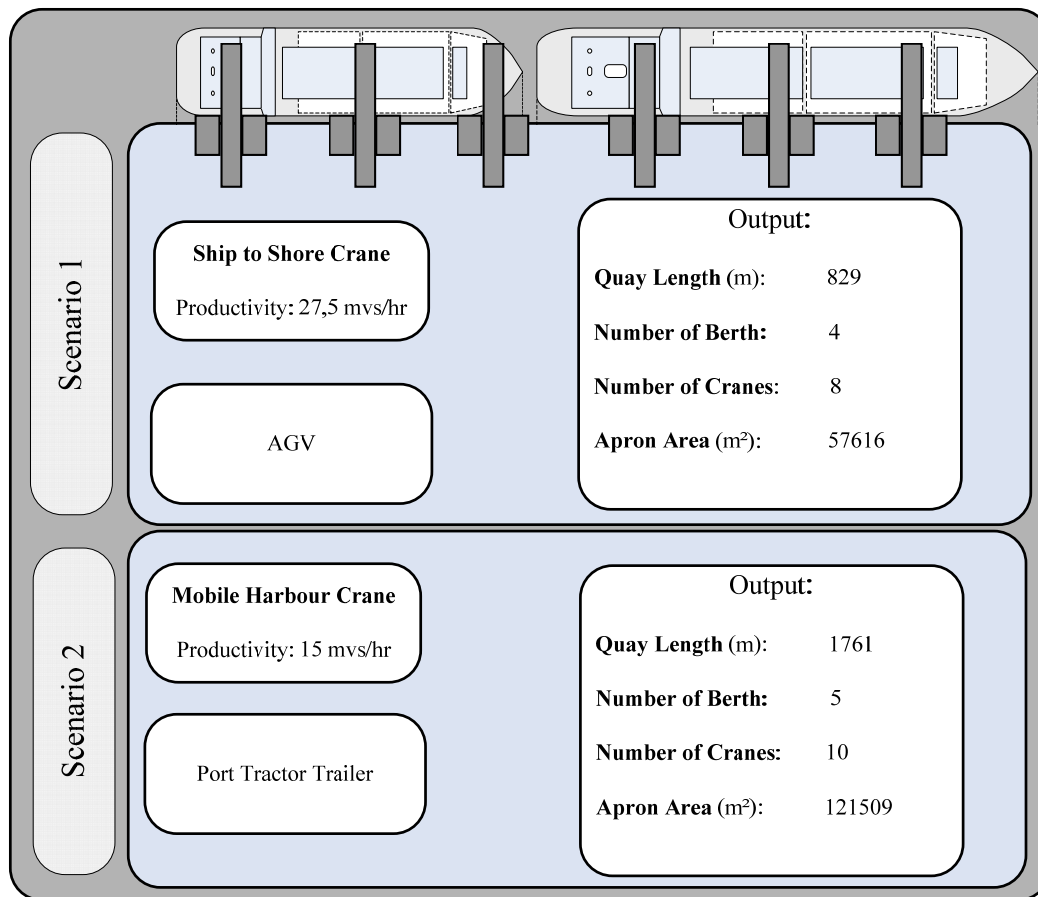 Scenario 1
Ship to Shore Crane
Productivity: 27,5 mvs/hr
AGV
Output:
Quay Length (m): 829
Number of Berth: 4
Number of Cranes: 8
Apron Area (m²): 57616
Scenario 2
Mobile Harbour Crane
Productivity: 15 mvs/hr
Port Tractor Trailer
Output:
Quay Length (m): 1761
Number of Berth: 5
Number of Cranes: 10
Apron Area (m²): 121509